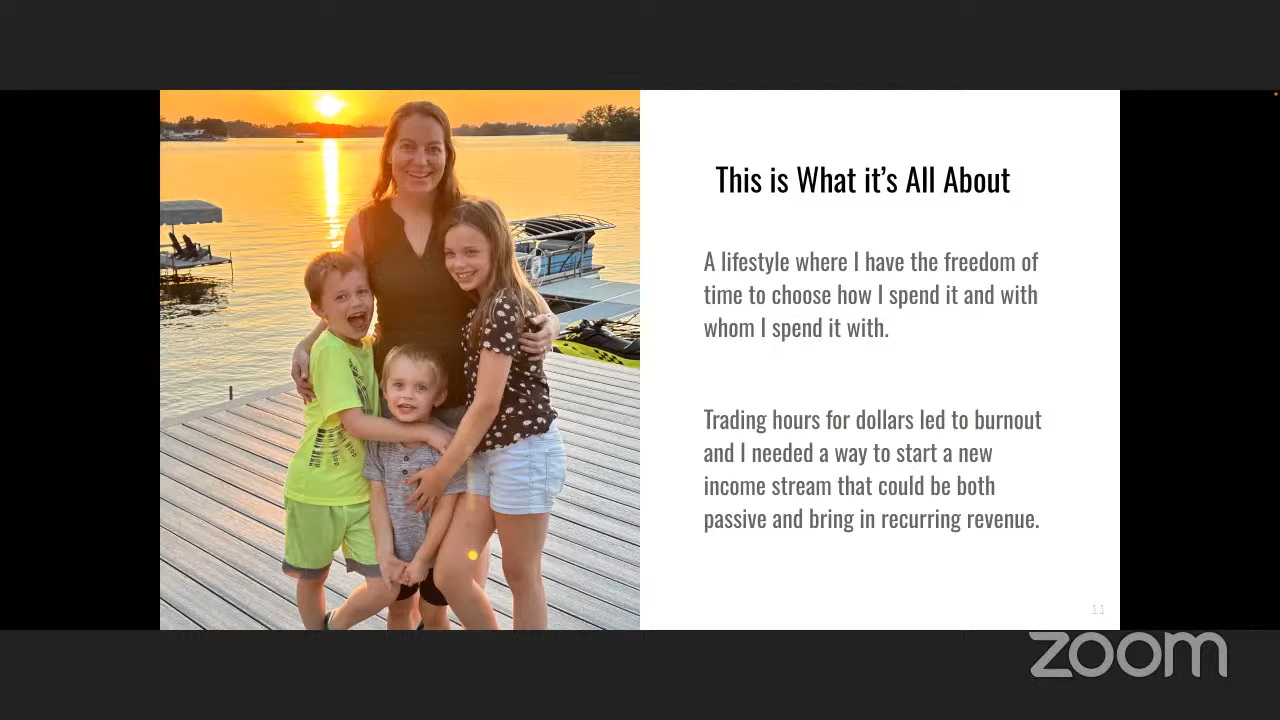 This is What it's All About
A lifestyle where I have the freedom of
time to choose how I spend it and with
whom I spend it with.
Trading hours for dollars led to burnout
and I needed a way to start a new
income stream that could be both
passive and bring in recurring revenue.
11
zoom